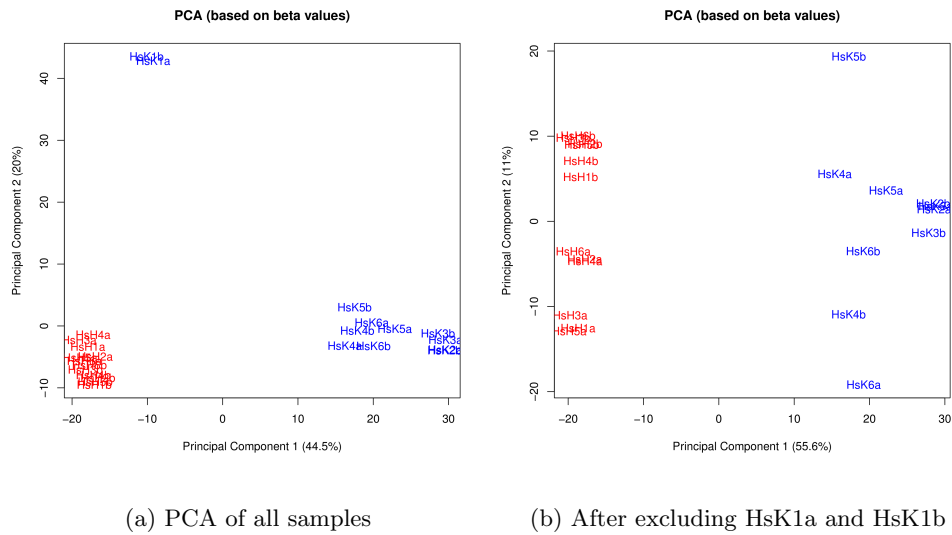 PCA (based on beta values)
HsK1b
HsK1a
HsK5b
HsK6a
HsK4b
HsK5a
HsK3b
HsK3a
HsK4a
HsK6b
HsK2b
HsH4a
HsH3a
HsH1a
HsH2a
HsH1b
40
30
20
10
0
−10
−20
−10
0
10
20
30
Principal Component 2 (20%)
Principal Component 1 (44.5%)
(a) PCA of all samples
PCA (based on beta values)
HsK5b
HsH6b
HsH3b
HsH2b
HsH4b
HsH1b
HsK4a
HsK5a
HsK2b
HsK2a
HsK3b
HsH6a
HsH2a
HsH4a
HsK6b
HsH3a
HsK4b
HsH1a
HsH5a
HsK6a
20
10
0
−10
−20
−20
−10
0
10
20
30
Principal Component 2 (11%)
Principal Component 1 (55.6%)
(b) After excluding HsK1a and HsK1b